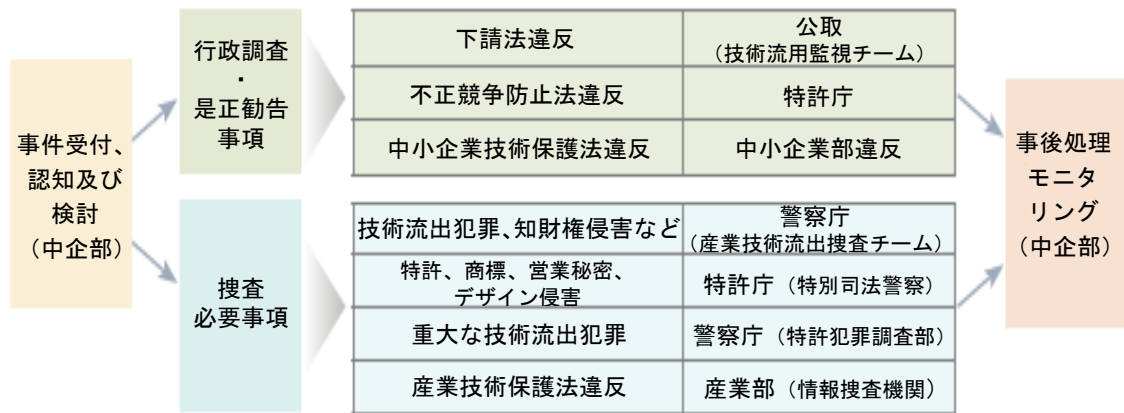 事件受付、
認知及び
検討
（中企部）
行政調査
・
是正勧告
事項
下請法違反
公取
（技術流用監視チーム）
不正競争防止法違反
特許庁
中小企業技術保護法違反
中小企業部違反
捜査
必要事項
技術流出犯罪、知財権侵害など
警察庁
（産業技術流出捜査チーム）
特許、商標、営業秘密、
デザイン侵害
特許庁（特別司法警察）
重大な技術流出犯罪
警察庁（特許犯罪調査部）
産業技術保護法違反
産業部（情報捜査機関）
事後処理
モニタ
リング
（中企部）